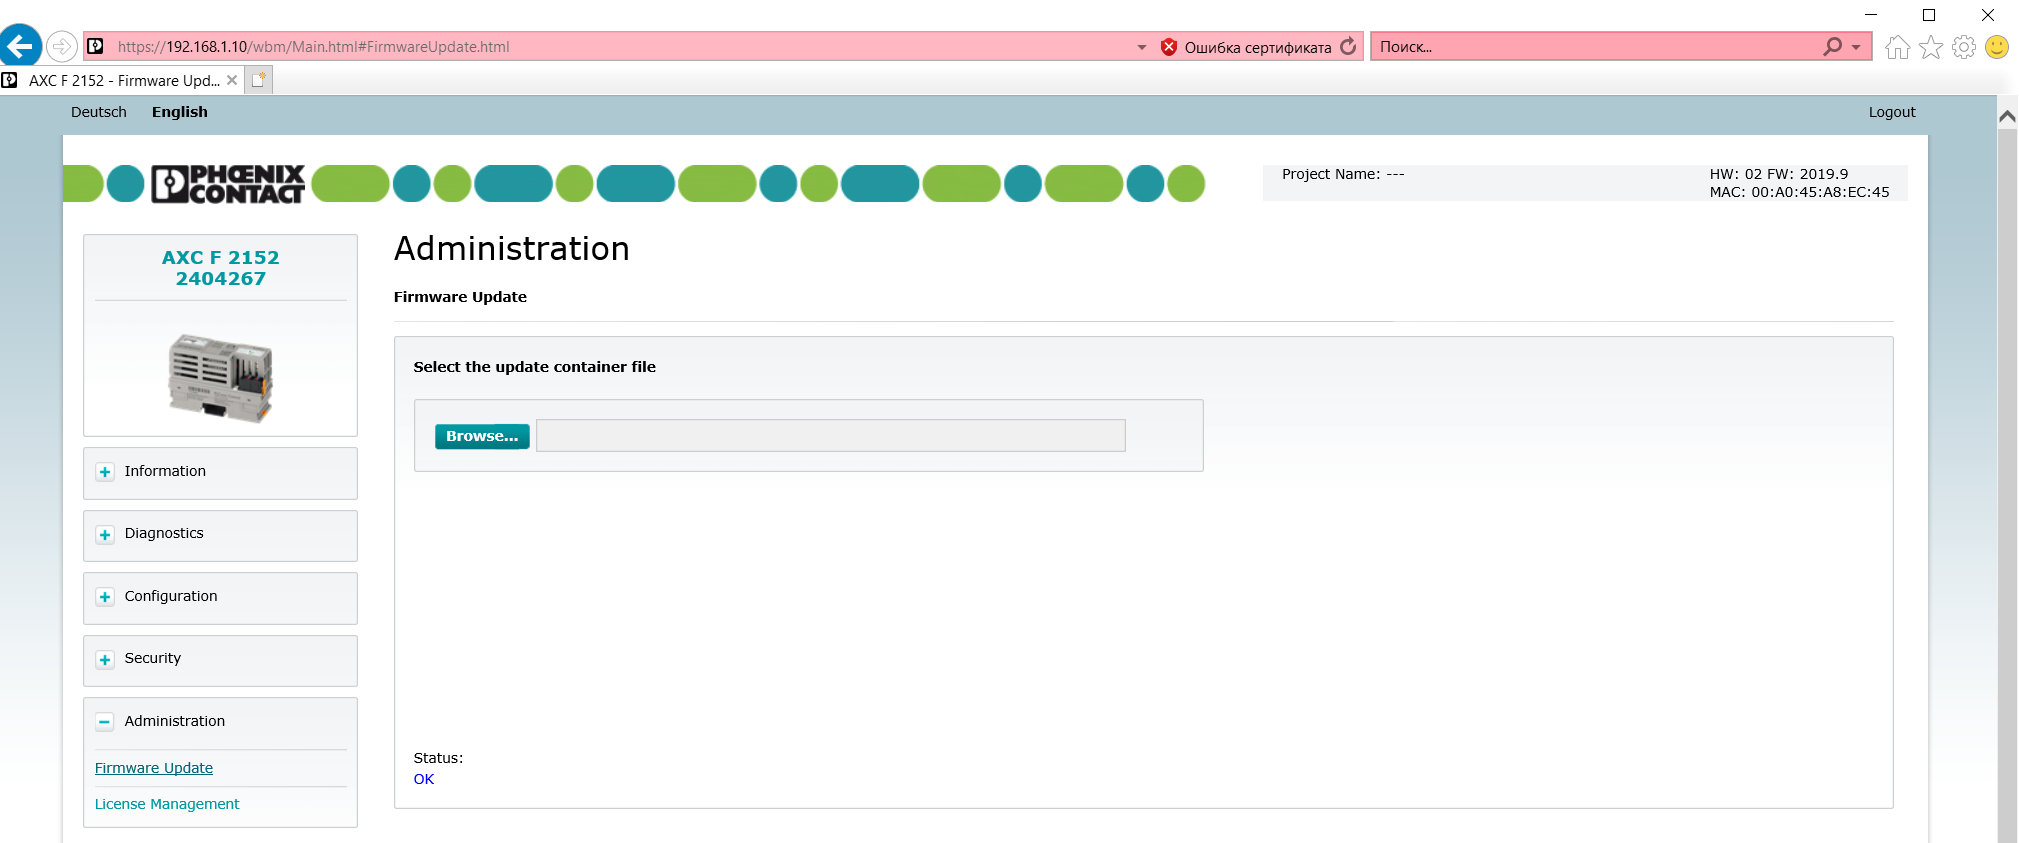 https://192.168.1.10/wbm/Main.html#FirmwareUpdate.html
Ошибка сертификата
Поиск...
AXC F 2152 - Firmware Upd...
Deutsch
English
Logout
PHŒNIX
CONTACT
Project Name: ---
HW: 02 FW: 2019.9
MAC: 00:A0:45:A8:EC:45
AXC F 2152
2404267
Administration
Firmware Update
Select the update container file
Browse...
Information
Diagnostics
Configuration
Security
Administration
Firmware Update
License Management
Status:
OK